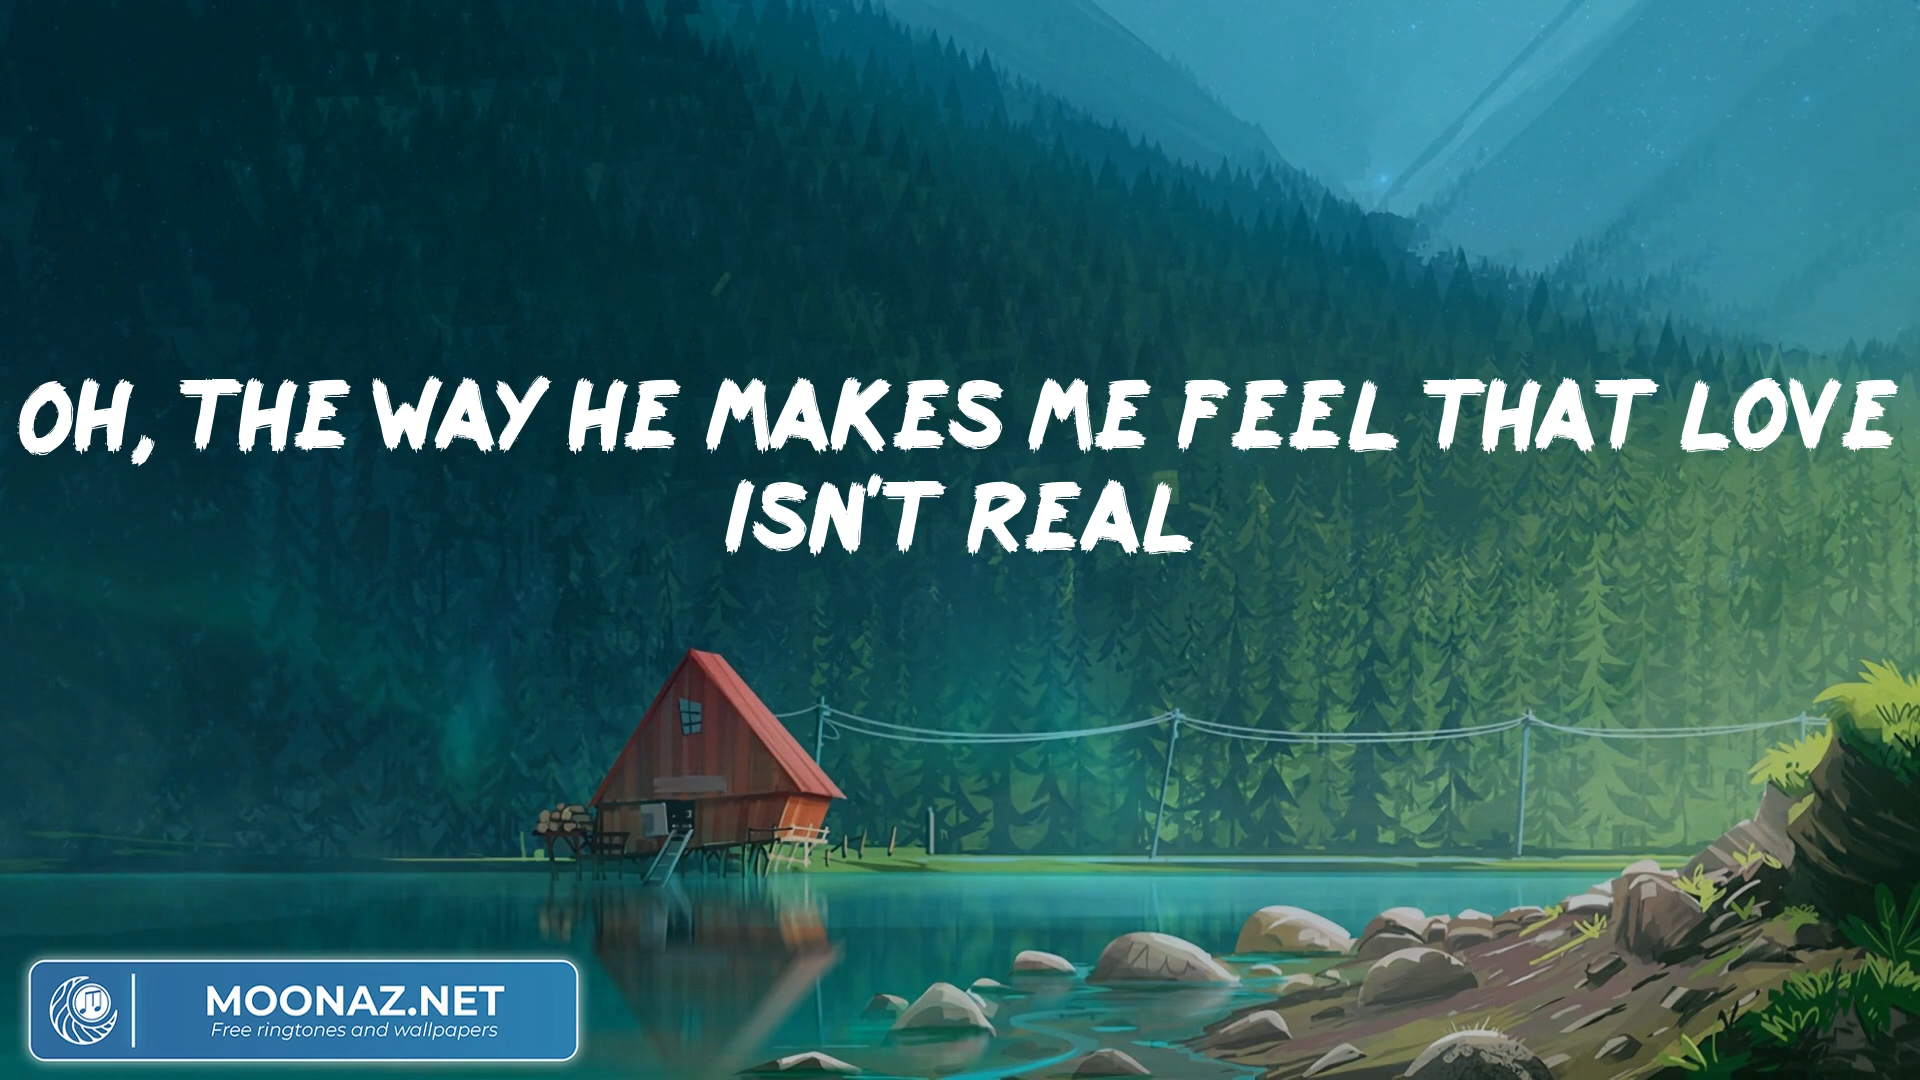 OH, THE WAY HE MAKES ME FEEL THAT LOVE
ISN'T REAL
MOONAZ.NET
Free ringtones and wallpapers